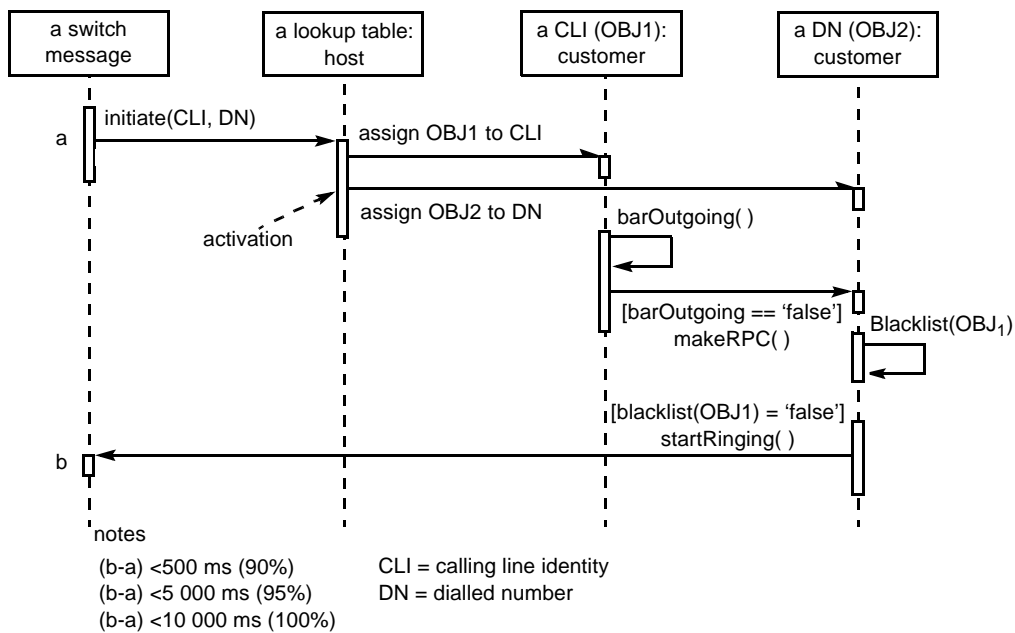 a switch
message
a lookup table:
host
a CLI (OBJ1):
customer
a DN (OBJ2):
customer
a
initiate(CLI, DN)
assign OBJ1 to CLI
assign OBJ2 to DN
activation
barOutgoing( )
[barOutgoing == ‘false’]
makeRPC( )
Blacklist(OBJ₁)
[blacklist(OBJ1) = ‘false’]
startRinging( )
b
notes
(b-a) <500 ms (90%)
(b-a) <5 000 ms (95%)
(b-a) <10 000 ms (100%)
CLI = calling line identity
DN = dialled number